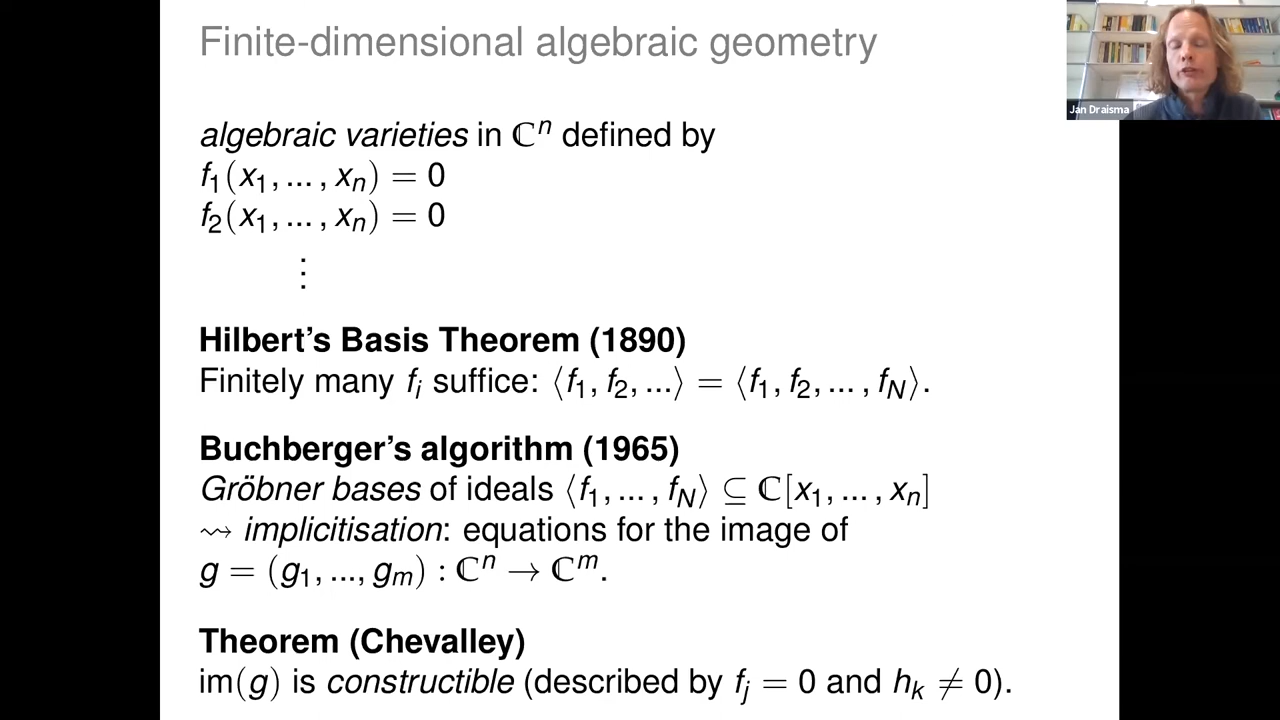 Finite-dimensional algebraic geometry
Jan Draisma
algebraic varieties in ℂⁿ defined by
f₁(x₁, ... , xₙ) = 0
f₂(x₁, ... , xₙ) = 0
⋮
Hilbert's Basis Theorem (1890)
Finitely many fᵢ suffice: ⟨f₁, f₂, ...⟩ = ⟨f₁, f₂, ... , f_N⟩.
Buchberger's algorithm (1965)
Gröbner bases of ideals ⟨f₁, ... , f_N⟩ ⊆ ℂ[x₁, ... , xₙ]
⇝ implicitisation: equations for the image of
g = (g₁, ..., gₘ) : ℂⁿ → ℂᵐ.
Theorem (Chevalley)
im(g) is constructible (described by fⱼ = 0 and hₖ ≠ 0).